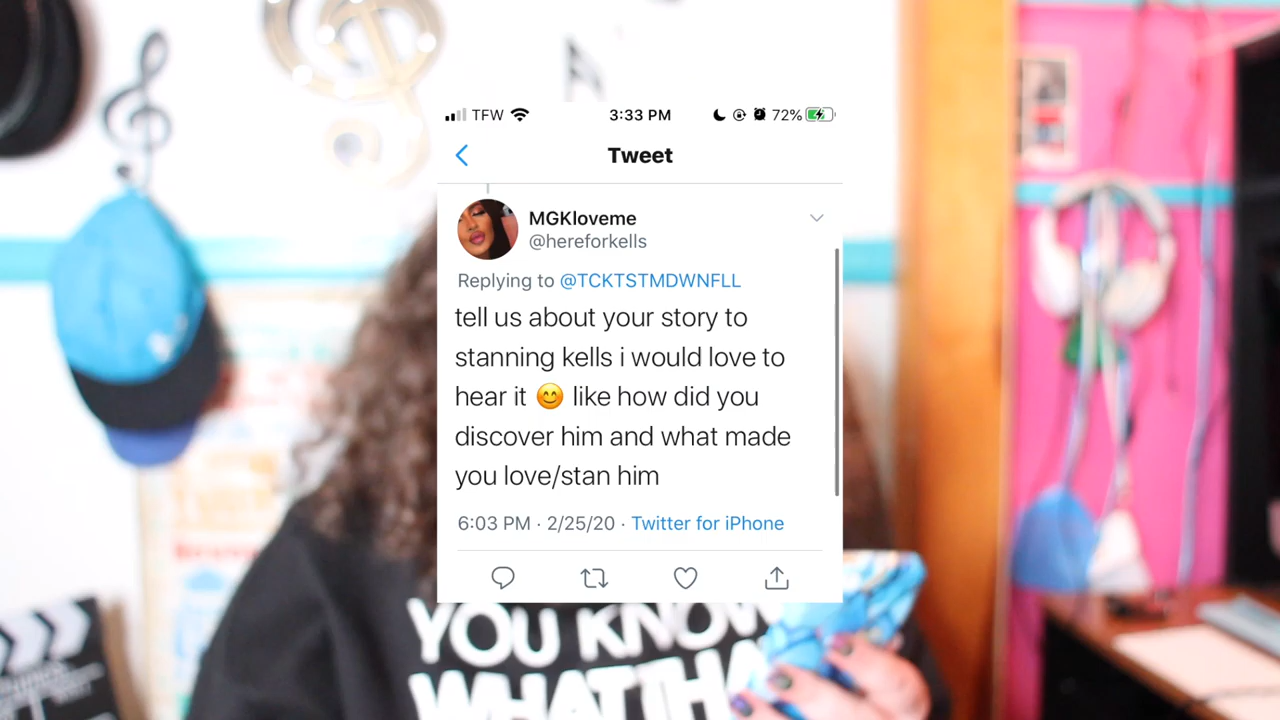 TFW 3:33 PM 72%
Tweet
MGKloveme
@hereforkells
Replying to @TCKTSTMDWNFLL
tell us about your story to
stanning kells i would love to
hear it 😊 like how did you
discover him and what made
you love/stan him
6:03 PM · 2/25/20 · Twitter for iPhone
YOU KNOW
WHAT THA